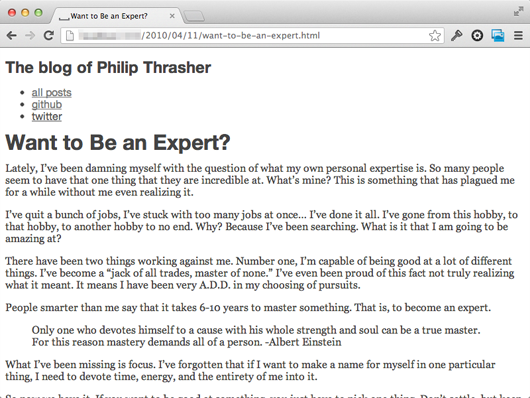 Want to Be an Expert?
/2010/04/11/want-to-be-an-expert.html
The blog of Philip Thrasher
all posts
github
twitter
Want to Be an Expert?
Lately, I've been damning myself with the question of what my own personal expertise is. So many people
seem to have that one thing that they are incredible at. What's mine? This is something that has plagued me
for a while without me even realizing it.
I've quit a bunch of jobs, I've stuck with too many jobs at once... I've done it all. I've gone from this hobby, to
that hobby, to another hobby to no end. Why? Because I've been searching. What is it that I am going to be
amazing at?
There have been two things working against me. Number one, I'm capable of being good at a lot of different
things. I've become a “jack of all trades, master of none.” I've even been proud of this fact not truly realizing
what it meant. It means I have been very A.D.D. in my choosing of pursuits.
People smarter than me say that it takes 6-10 years to master something. That is, to become an expert.
Only one who devotes himself to a cause with his whole strength and soul can be a true master.
For this reason mastery demands all of a person. -Albert Einstein
What I've been missing is focus. I've forgotten that if I want to make a name for myself in one particular
thing, I need to devote time, energy, and the entirety of me into it.